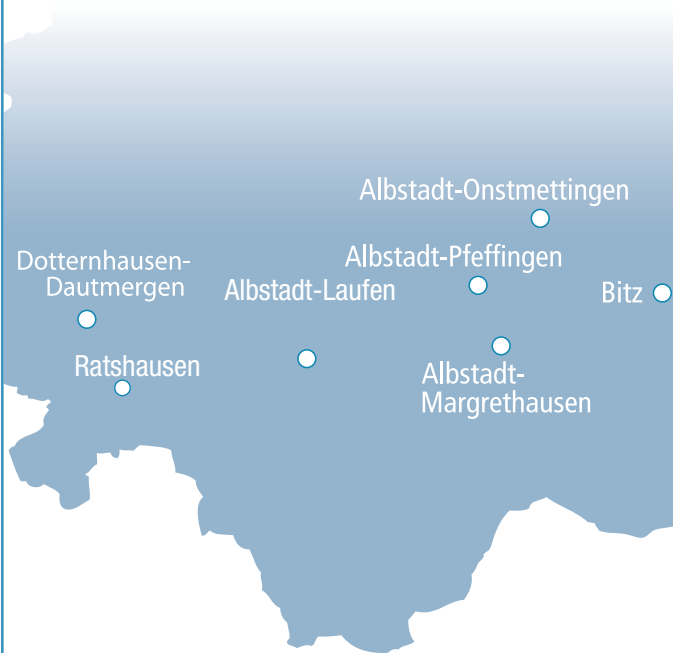 Albstadt-Onstmettingen
Albstadt-Pfeffingen
Dotternhausen-
Dautmergen
Albstadt-Laufen
Bitz
Ratshausen
Albstadt-
Margrethausen